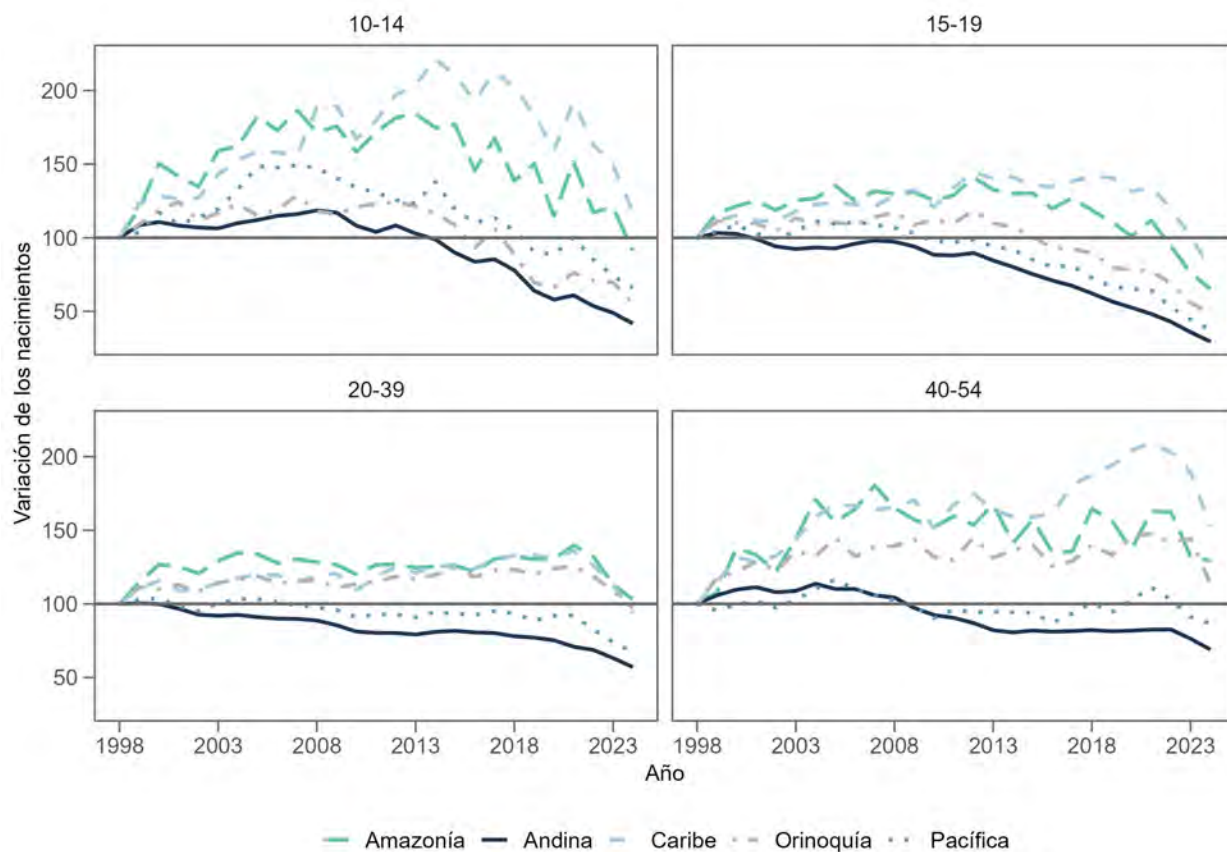 10-14 15-19
200
150
100
50
20-39 40-54
200
150
100
50
Variación de los nacimientos
1998 2003 2008 2013 2018 2023 1998 2003 2008 2013 2018 2023
Año
Amazonía Andina Caribe Orinoquía Pacífica